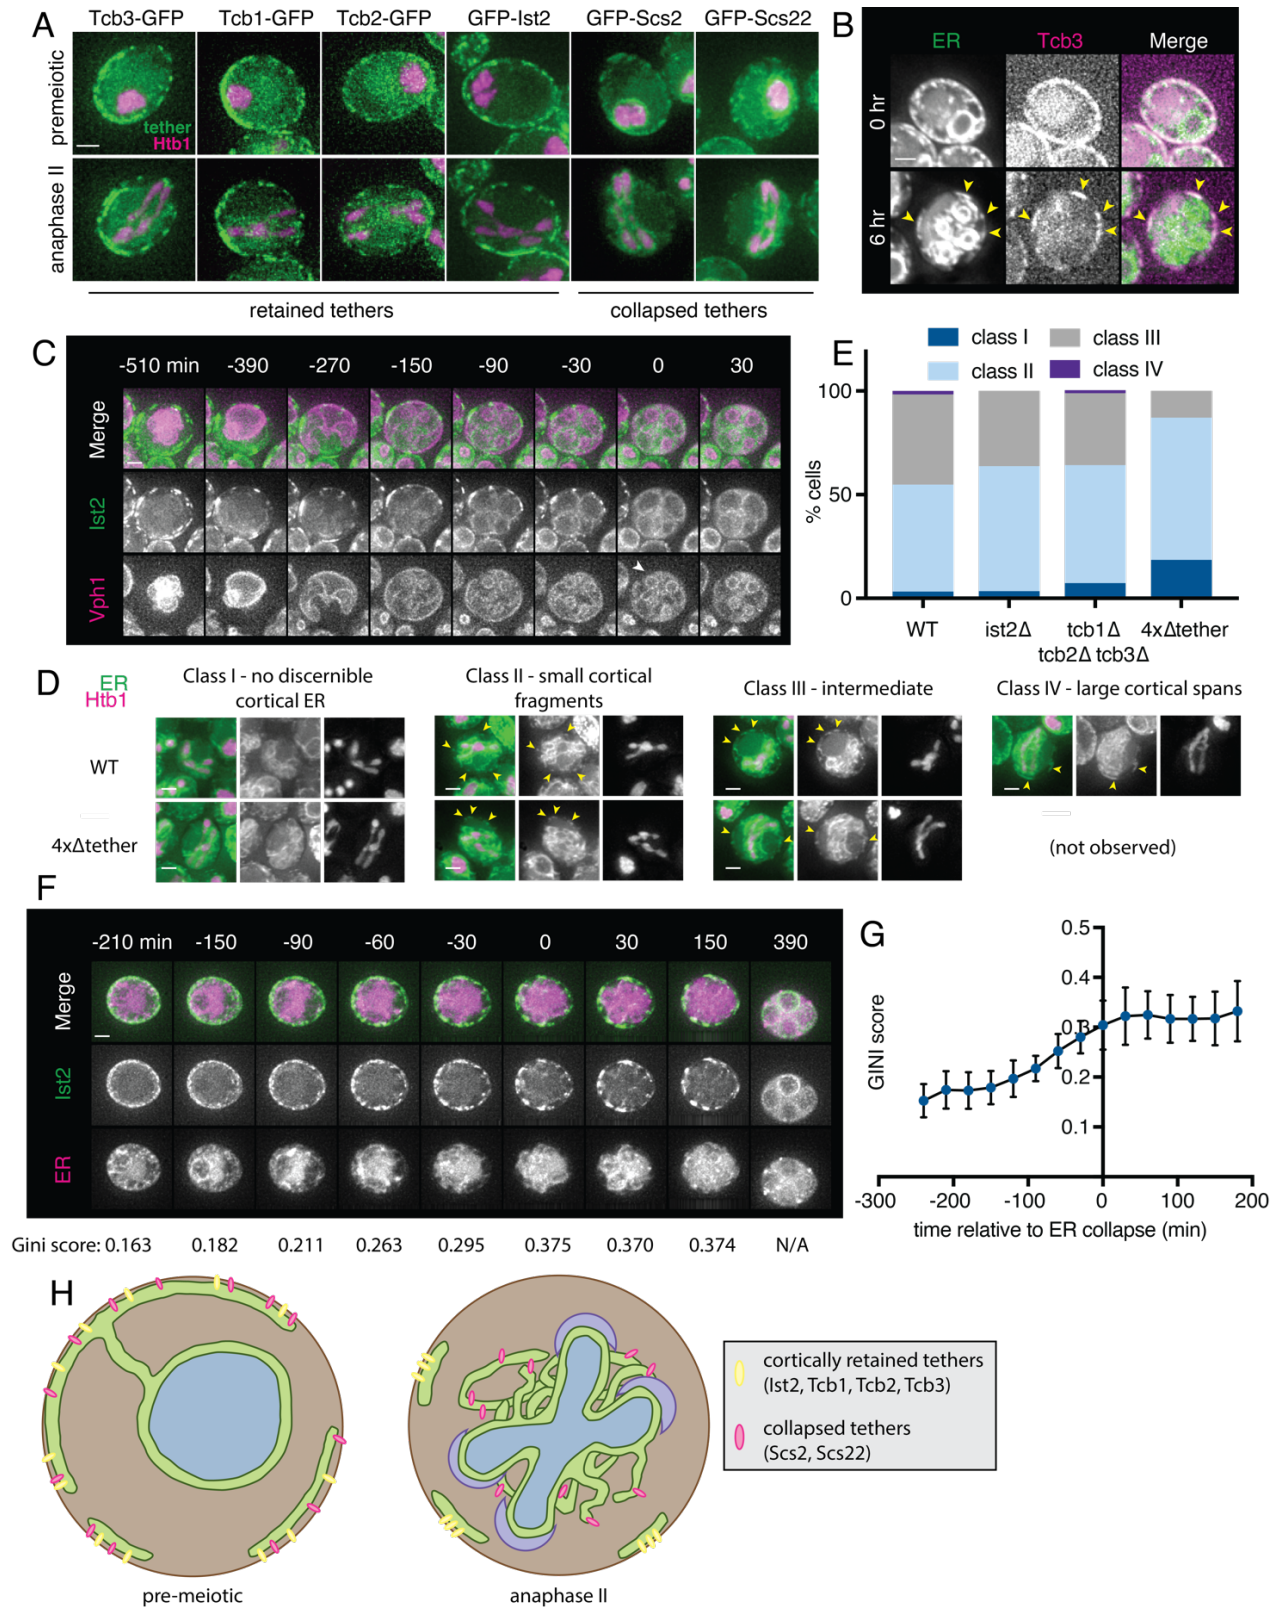 A
Tcb3-GFP Tcb1-GFP Tcb2-GFP GFP-Ist2 GFP-Scs2 GFP-Scs22
premeiotic
tether
Htb1
anaphase II
retained tethers collapsed tethers
B
ER Tcb3 Merge
0 hr
6 hr
C
-510 min -390 -270 -150 -90 -30 0 30
Merge
Ist2
Vph1
E
class I class III
class II class IV
% cells
100
50
0
WT ist2Δ tcb1Δ 4xΔtether
tcb2Δ tcb3Δ
D
ER
Htb1
Class I - no discernible
cortical ER
Class II - small cortical
fragments
Class III - intermediate
Class IV - large cortical spans
WT
4xΔtether
(not observed)
F
-210 min -150 -90 -60 -30 0 30 150 390
Merge
Ist2
ER
Gini score: 0.163 0.182 0.211 0.263 0.295 0.375 0.370 0.374 N/A
G
GINI score
0.5
0.4
0.3
0.2
0.1
-300 -200 -100 0 100 200
time relative to ER collapse (min)
H
pre-meiotic
anaphase II
cortically retained tethers
(Ist2, Tcb1, Tcb2, Tcb3)
collapsed tethers
(Scs2, Scs22)